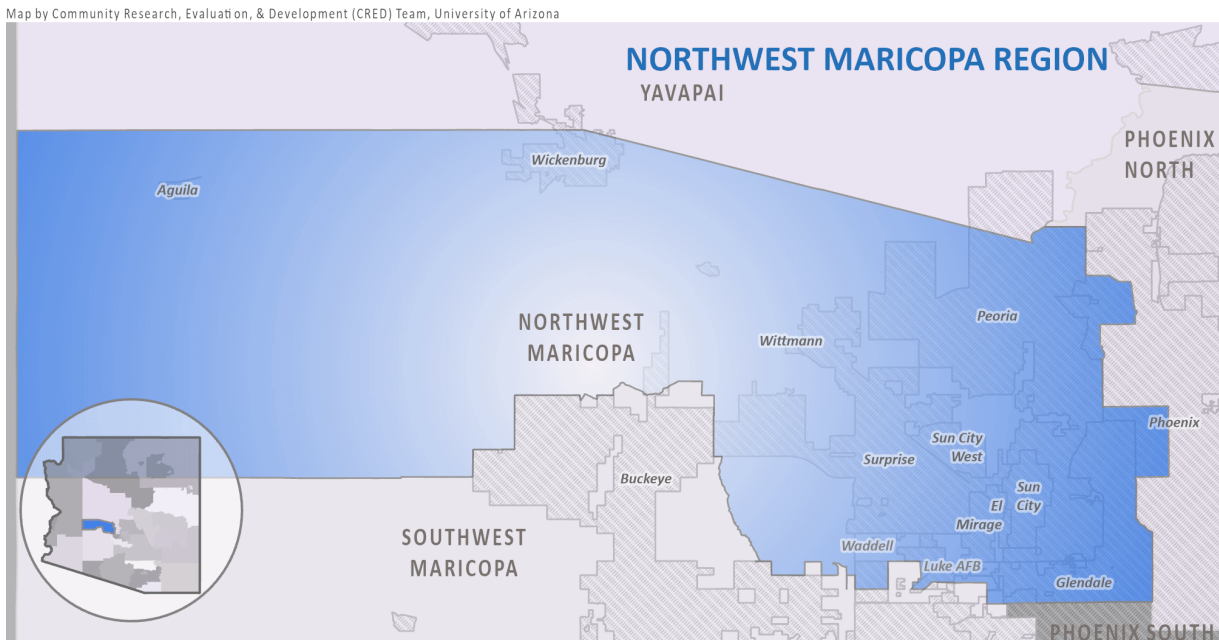 Map by Community Research, Evaluation, & Development (CRED) Team, University of Arizona
NORTHWEST MARICOPA REGION
YAVAPAI
PHOENIX
NORTH
Wickenburg
Aguila
NORTHWEST
MARICOPA
Peoria
Wittmann
Phoenix
Sun City
West
Surprise
Buckeye
Sun
City
El
Mirage
SOUTHWEST
MARICOPA
Waddell
Luke AFB
Glendale
PHOENIX SOUTH